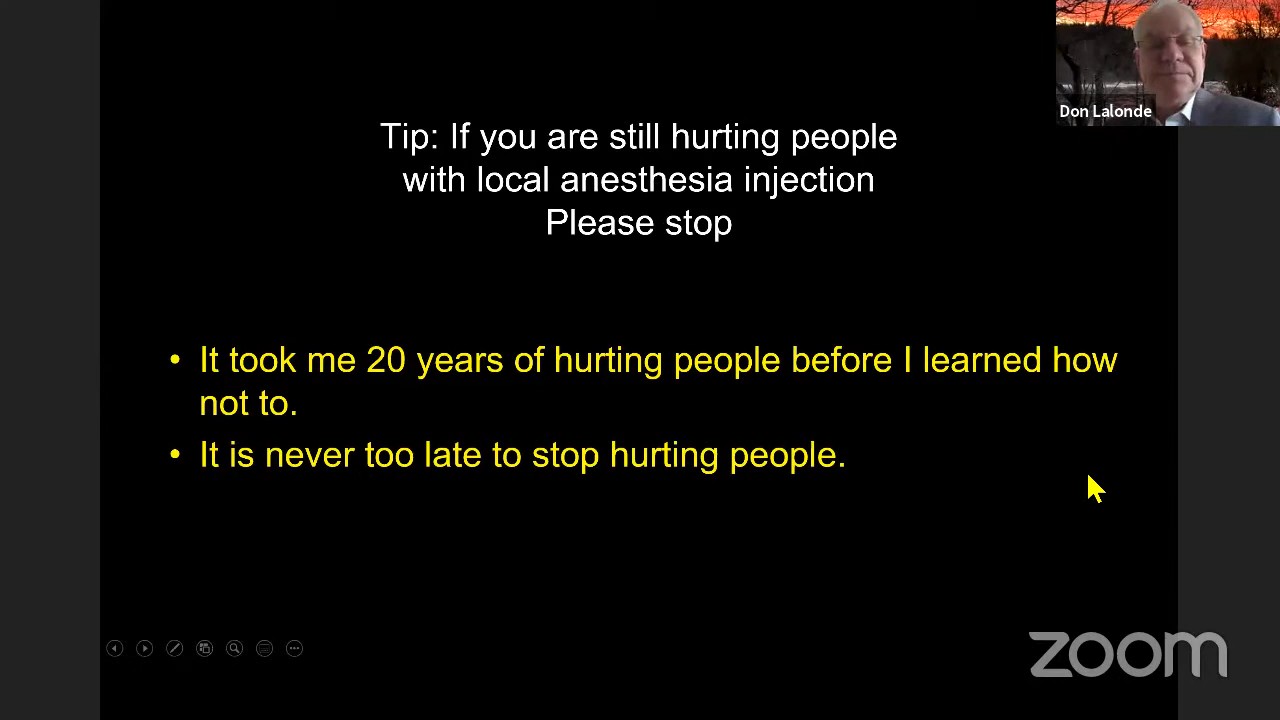 Don Lalonde
Tip: If you are still hurting people
with local anesthesia injection
Please stop
• It took me 20 years of hurting people before I learned how
not to.
• It is never too late to stop hurting people.
zoom